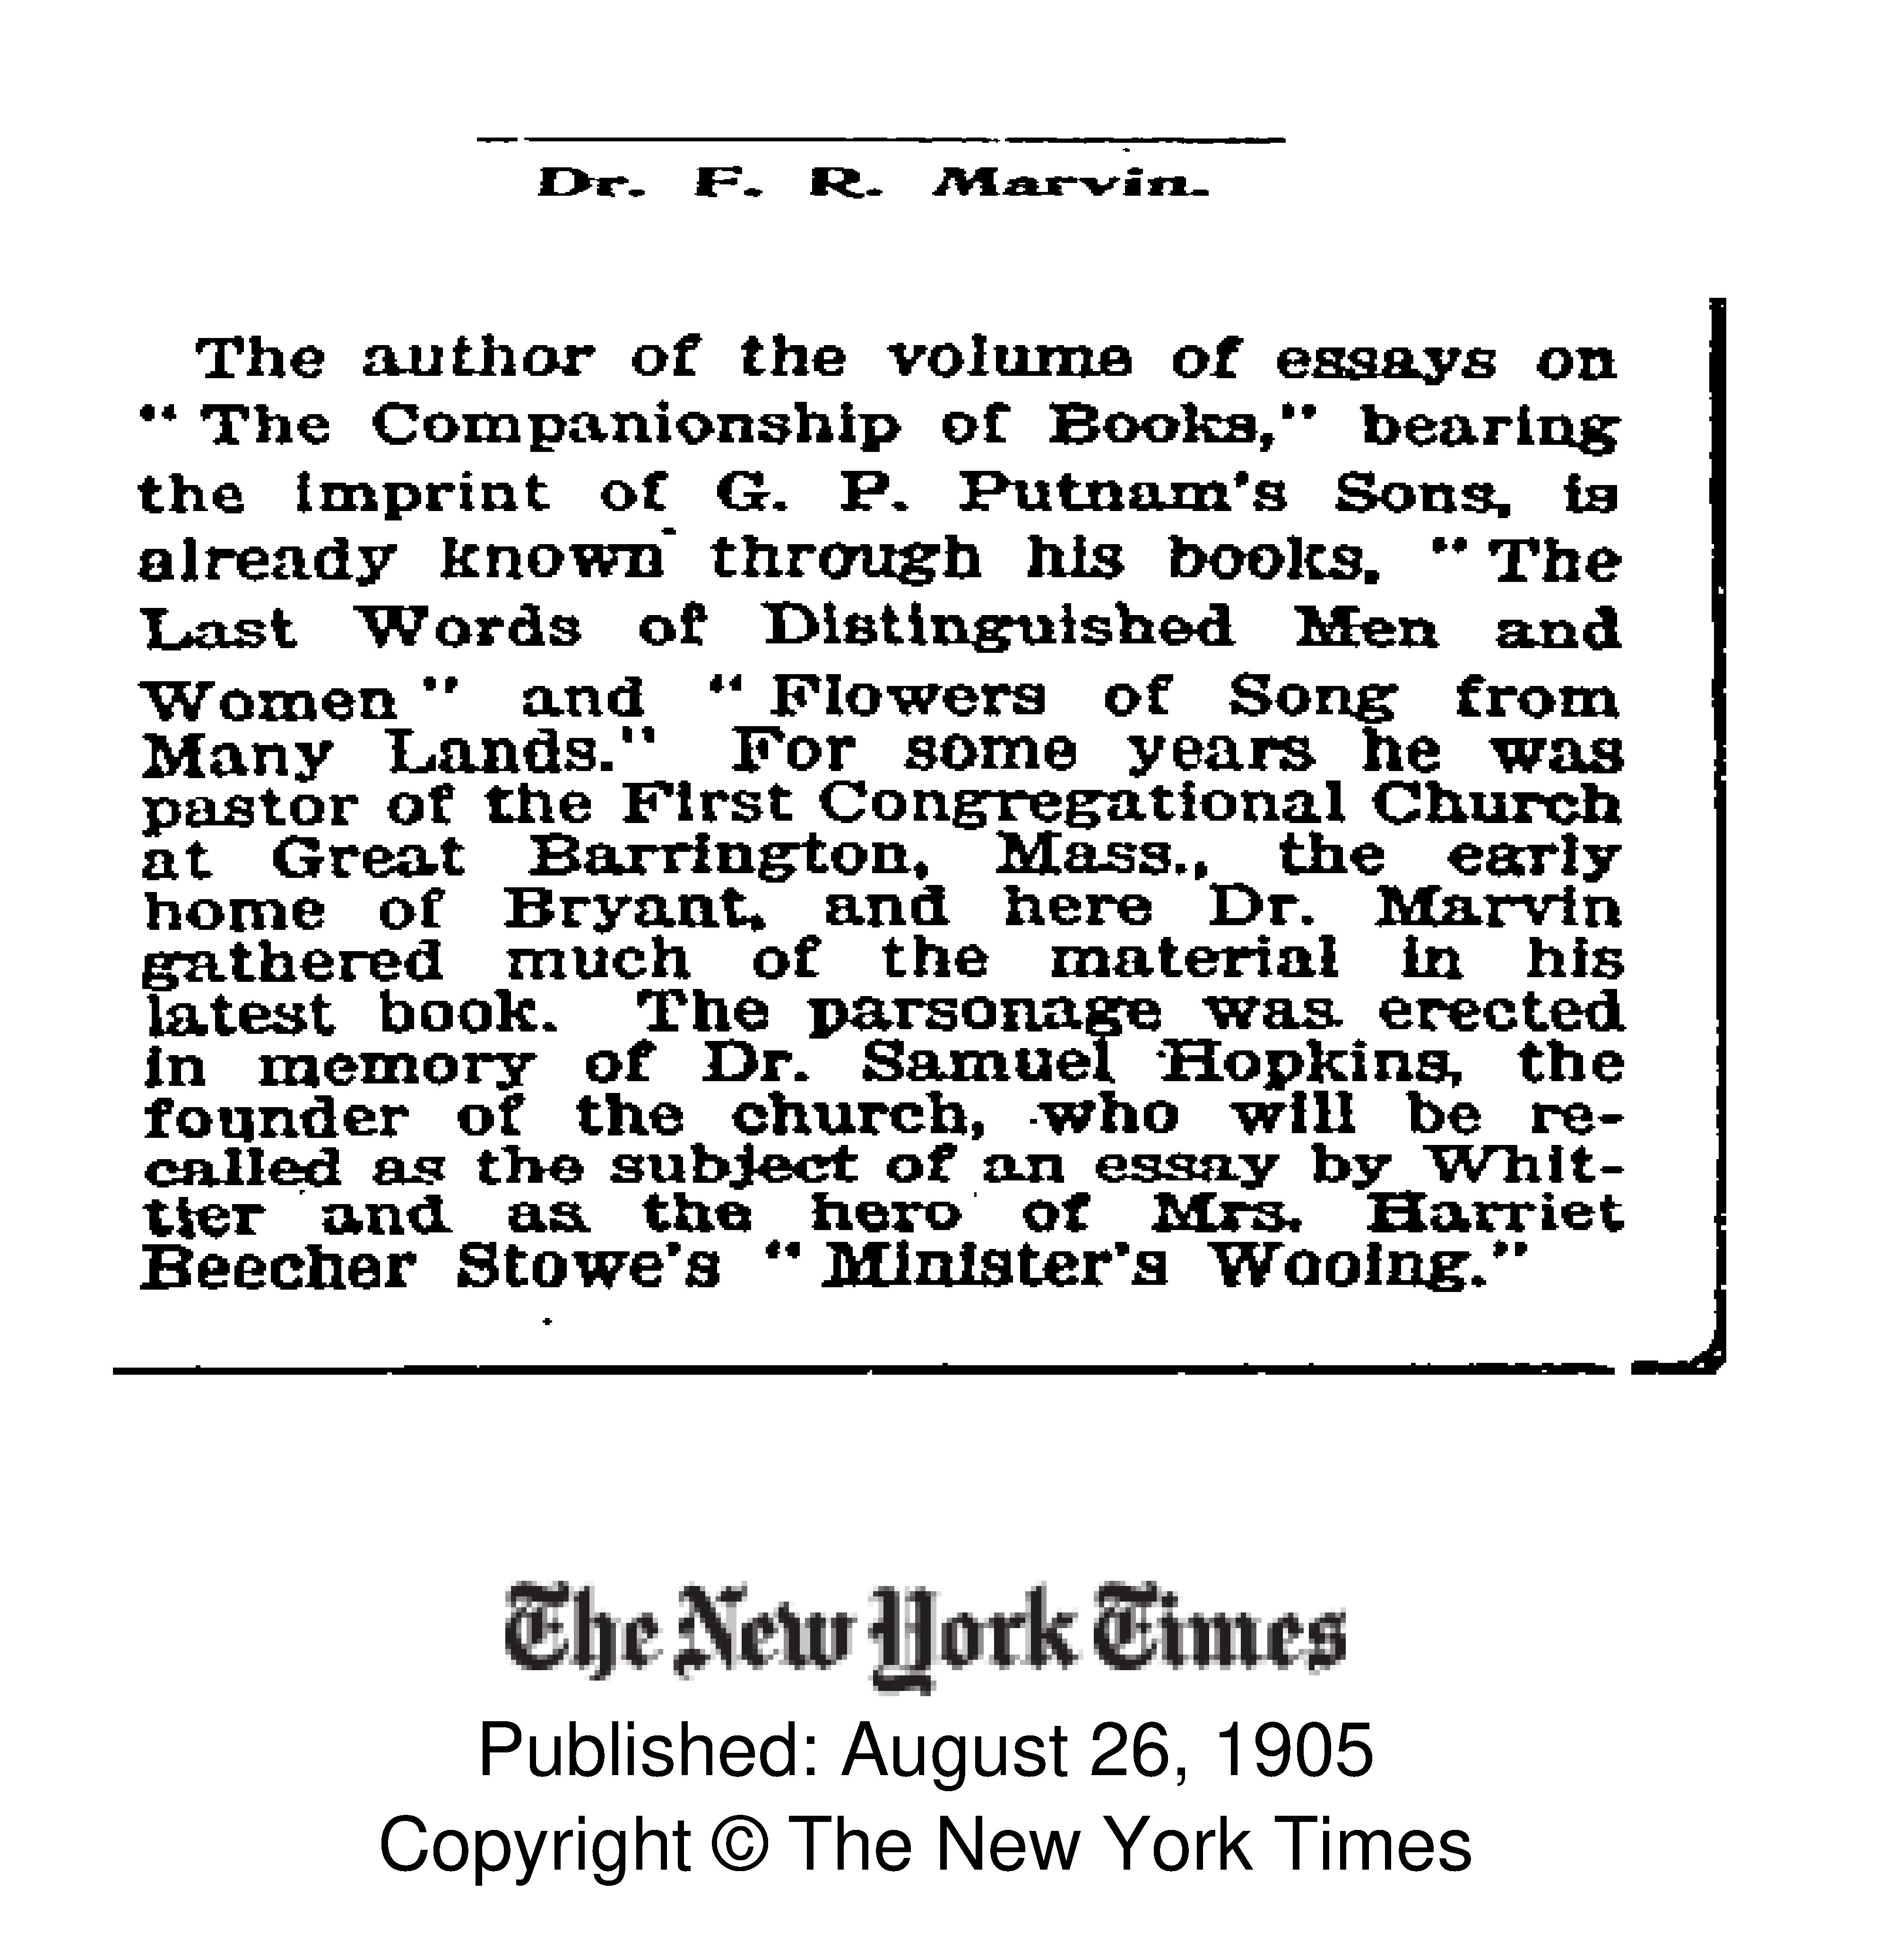 Dr. F. R. Marvin.
The author of the volume of essays on
"The Companionship of Books," bearing
the imprint of G. P. Putnam's Sons, is
already known through his books, "The
Last Words of Distinguished Men and
Women" and "Flowers of Song from
Many Lands." For some years he was
pastor of the First Congregational Church
at Great Barrington, Mass., the early
home of Bryant, and here Dr. Marvin
gathered much of the material in his
latest book. The parsonage was erected
in memory of Dr. Samuel Hopkins, the
founder of the church, who will be re-
called as the subject of an essay by Whit-
tier and as the hero of Mrs. Harriet
Beecher Stowe's "Minister's Wooing."
The New York Times
Published: August 26, 1905
Copyright © The New York Times